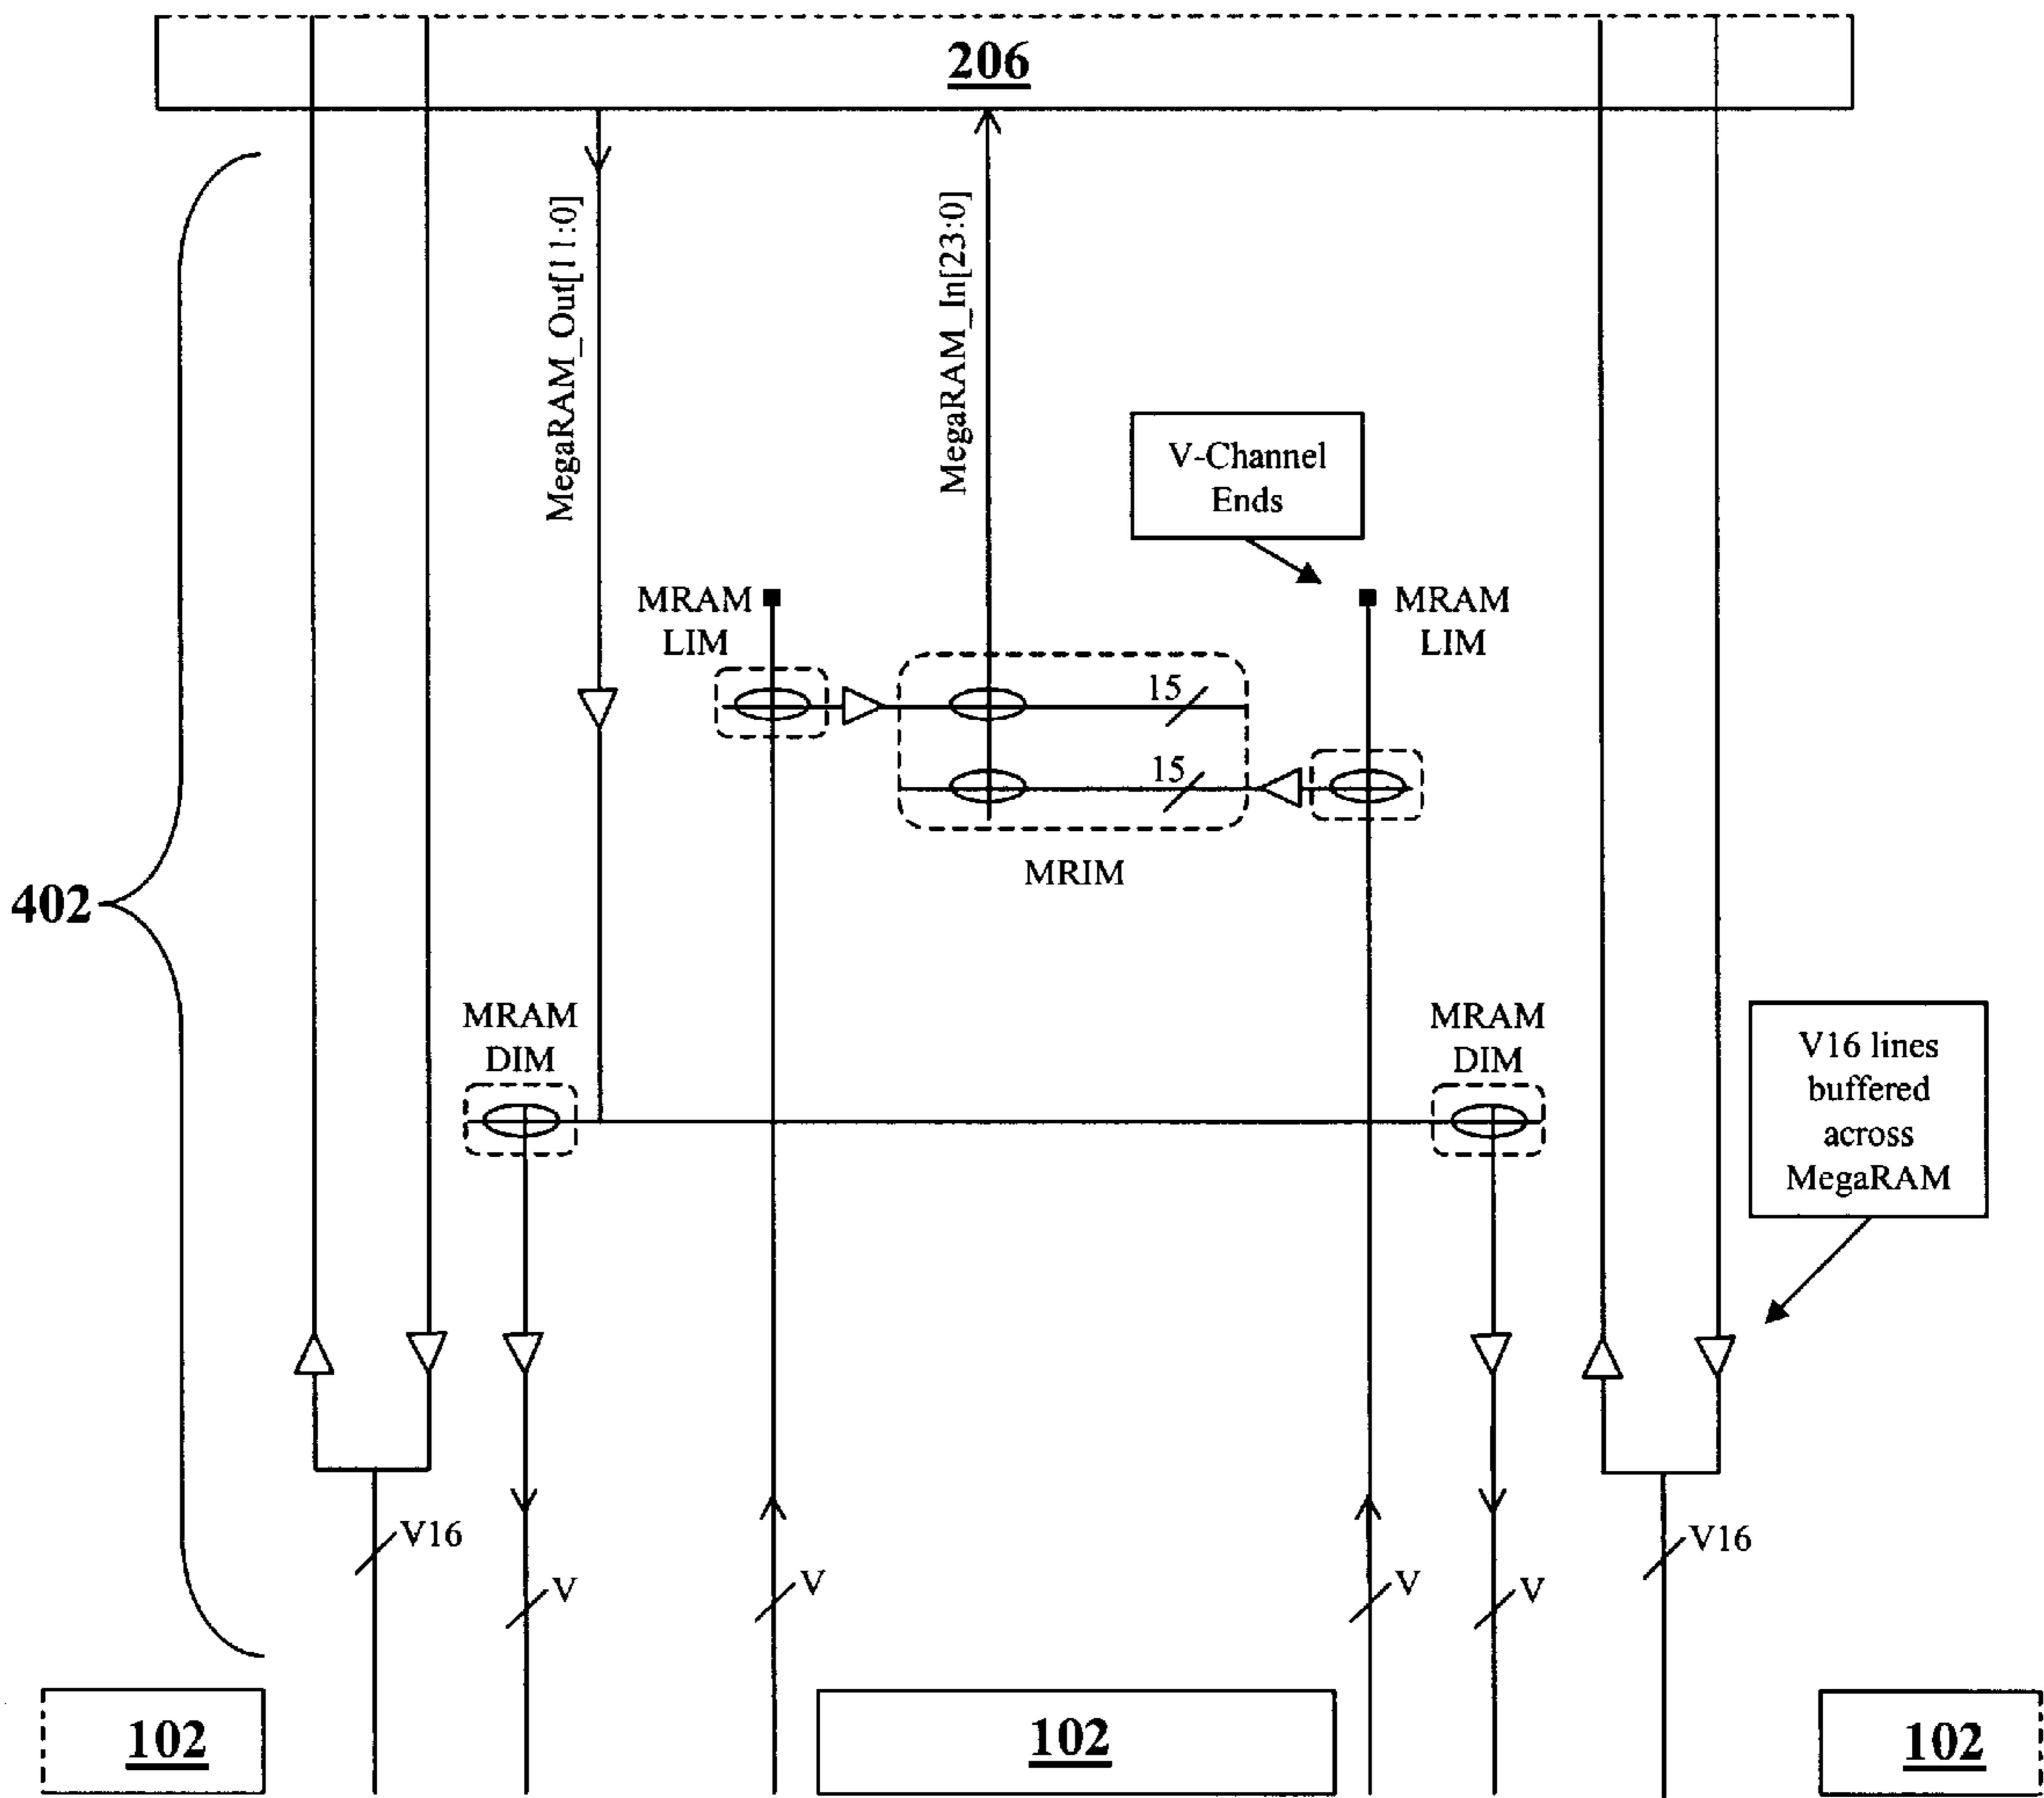 206
MegaRAM_Out[11:0]
MegaRAM_In[23:0]
V-Channel
Ends
MRAM
LIM
MRAM
LIM
15
15
MRIM
402
MRAM
DIM
MRAM
DIM
V16 lines
buffered
across
MegaRAM
V16
V
V
V
V
V16
102
102
102